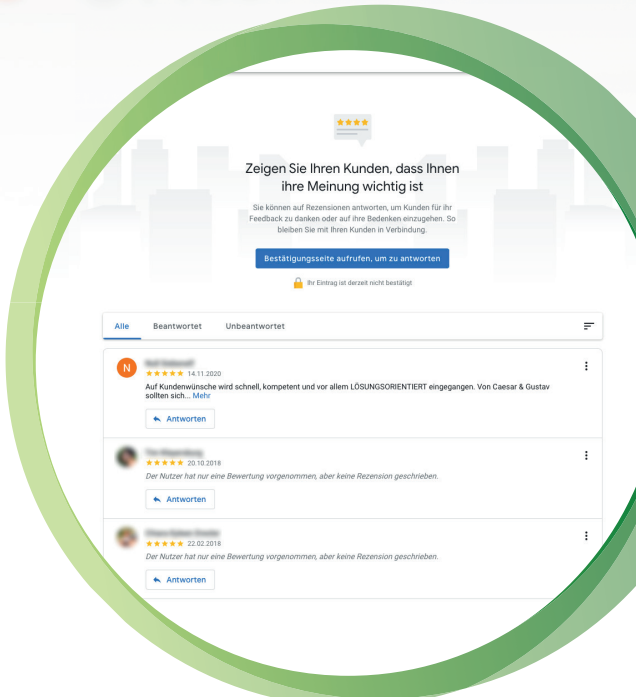 Zeigen Sie Ihren Kunden, dass Ihnen
ihre Meinung wichtig ist
Sie können auf Rezensionen antworten, um Kunden für ihr
Feedback zu danken oder auf ihre Bedenken einzugehen. So
bleiben Sie mit Ihren Kunden in Verbindung.
Bestätigungsseite aufrufen, um zu antworten
Ihr Eintrag ist derzeit nicht bestätigt
Alle Beantwortet Unbeantwortet
N
14.11.2020
Auf Kundenwünsche wird schnell, kompetent und vor allem LÖSUNGSORIENTIERT eingegangen. Von Caesar & Gustav
sollten sich... Mehr
Antworten
20.10.2018
Der Nutzer hat nur eine Bewertung vorgenommen, aber keine Rezension geschrieben.
Antworten
22.02.2018
Der Nutzer hat nur eine Bewertung vorgenommen, aber keine Rezension geschrieben.
Antworten